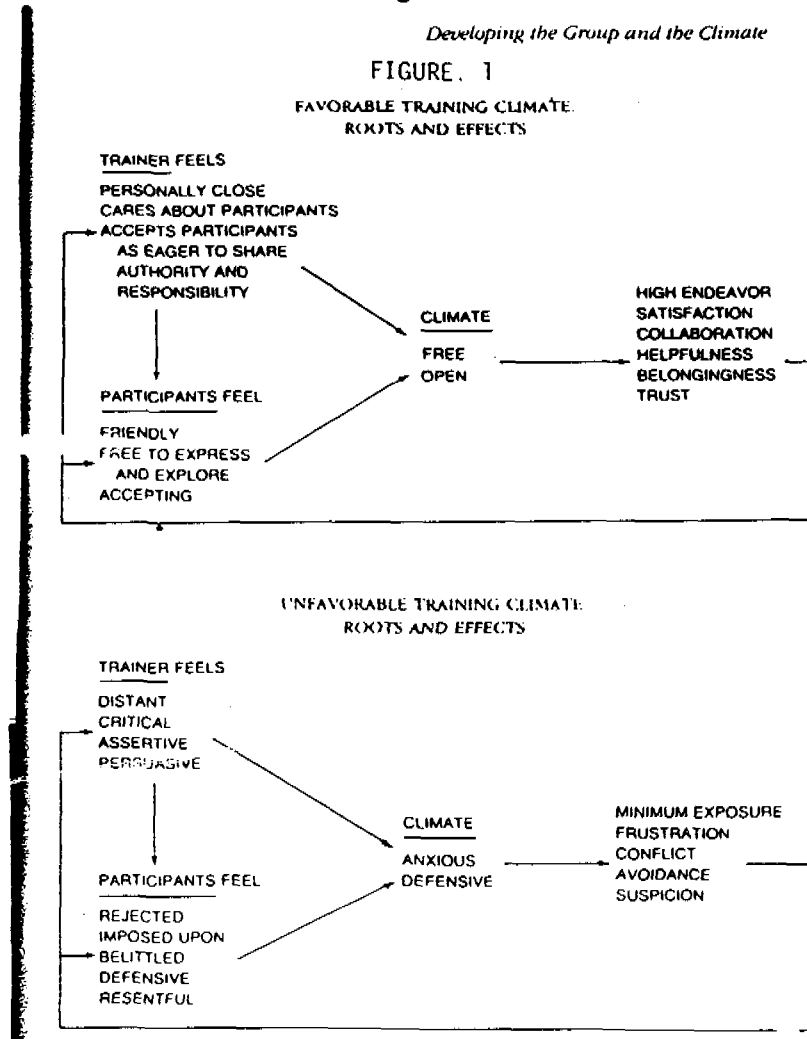 Developing the Group and the Climate
FIGURE. 1
FAVORABLE TRAINING CLIMATE:
ROOTS AND EFFECTS
TRAINER FEELS
PERSONALLY CLOSE
CARES ABOUT PARTICIPANTS
ACCEPTS PARTICIPANTS
AS EAGER TO SHARE
AUTHORITY AND
RESPONSIBILITY
PARTICIPANTS FEEL
FRIENDLY
FREE TO EXPRESS
AND EXPLORE
ACCEPTING
CLIMATE
FREE
OPEN
HIGH ENDEAVOR
SATISFACTION
COLLABORATION
HELPFULNESS
BELONGINGNESS
TRUST
UNFAVORABLE TRAINING CLIMATE:
ROOTS AND EFFECTS
TRAINER FEELS
DISTANT
CRITICAL
ASSERTIVE
PERSUASIVE
PARTICIPANTS FEEL
REJECTED
IMPOSED UPON
BELITTLED
DEFENSIVE
RESENTFUL
CLIMATE
ANXIOUS
DEFENSIVE
MINIMUM EXPOSURE
FRUSTRATION
CONFLICT
AVOIDANCE
SUSPICION